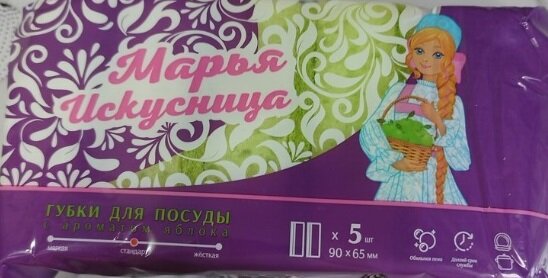 Марья
Искусница
ГУБКИ ДЛЯ ПОСУДЫ
с ароматом яблока
мягкая
стандарт
жёсткая
x 5 шт
90 x 65 мм
Обильная пена
Долгий срок
службы